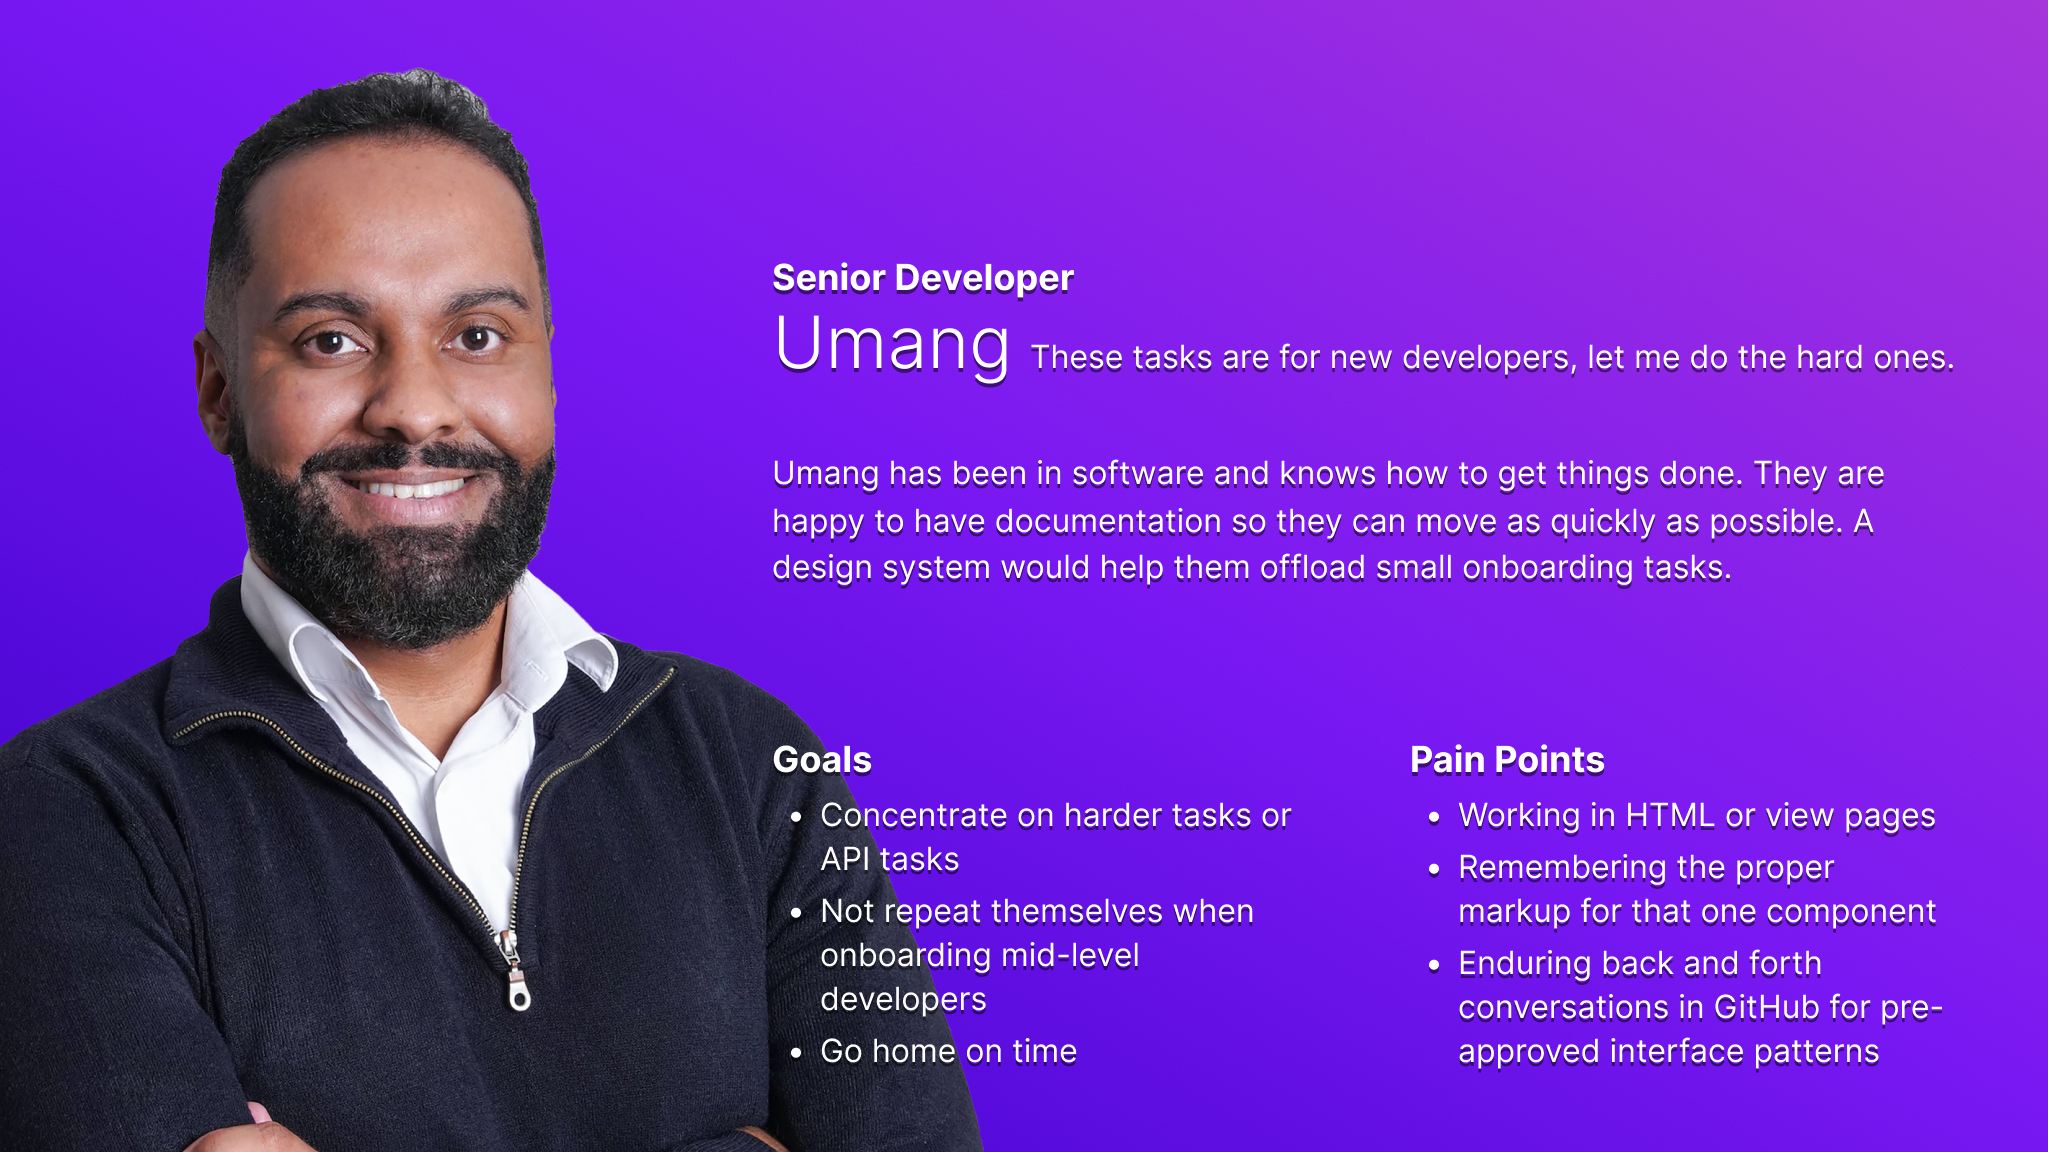 Senior Developer
Umang These tasks are for new developers, let me do the hard ones.
Umang has been in software and knows how to get things done. They are
happy to have documentation so they can move as quickly as possible. A
design system would help them offload small onboarding tasks.
Goals
• Concentrate on harder tasks or
API tasks
• Not repeat themselves when
onboarding mid-level
developers
• Go home on time
Pain Points
• Working in HTML or view pages
• Remembering the proper
markup for that one component
• Enduring back and forth
conversations in GitHub for pre-
approved interface patterns